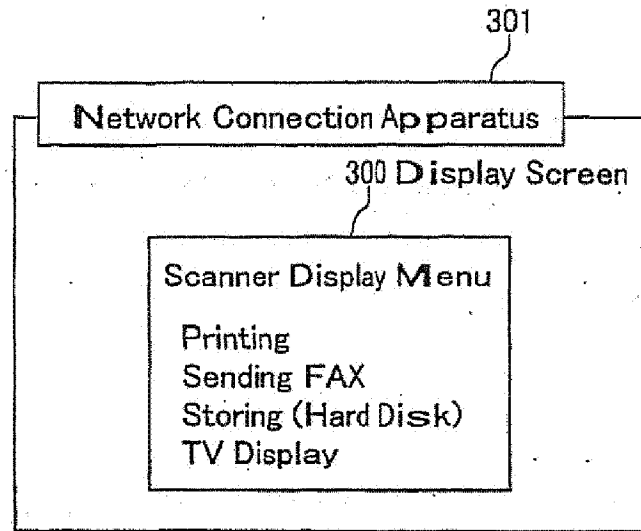 301
Network Connection Apparatus
300 Display Screen
Scanner Display Menu
Printing
Sending FAX
Storing (Hard Disk)
TV Display